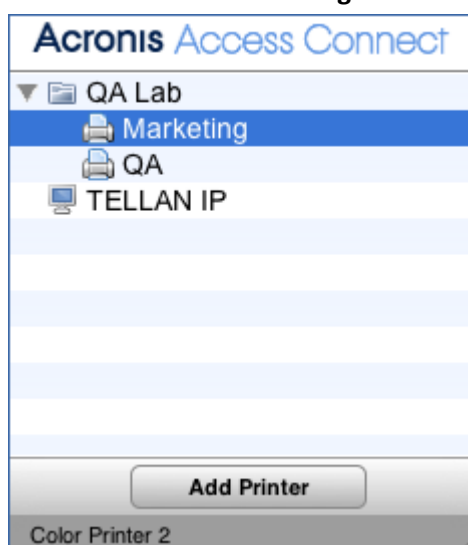 Acronis Access Connect
QA Lab
Marketing
QA
TELLAN IP
Add Printer
Color Printer 2